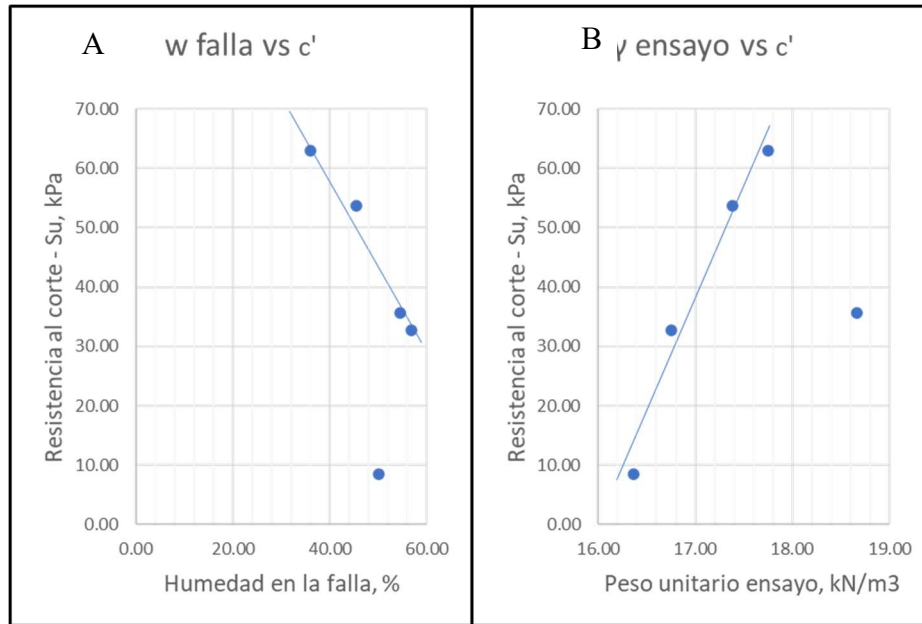 A
w falla vs c'
70.00
60.00
50.00
40.00
30.00
20.00
10.00
0.00
Resistencia al corte - Su, kPa
0.00 20.00 40.00 60.00
Humedad en la falla, %
B
ensayo vs c'
70.00
60.00
50.00
40.00
30.00
20.00
10.00
0.00
Resistencia al corte - Su, kPa
16.00 17.00 18.00 19.00
Peso unitario ensayo, kN/m3